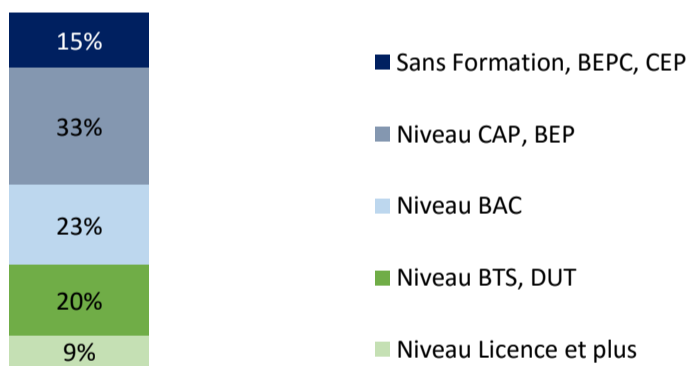 15%
Sans Formation, BEPC, CEP
33%
Niveau CAP, BEP
23%
Niveau BAC
20%
Niveau BTS, DUT
9%
Niveau Licence et plus